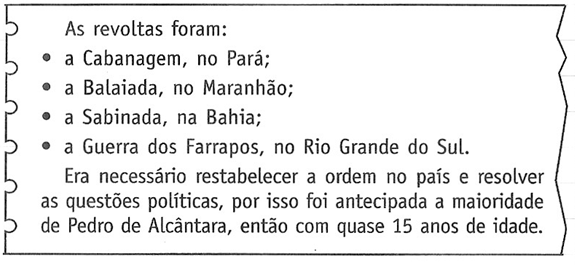 As revoltas foram:
• a Cabanagem, no Pará;
• a Balaiada, no Maranhão;
• a Sabinada, na Bahia;
• a Guerra dos Farrapos, no Rio Grande do Sul.
Era necessário restabelecer a ordem no país e resolver
as questões políticas, por isso foi antecipada a maioridade
de Pedro de Alcântara, então com quase 15 anos de idade.